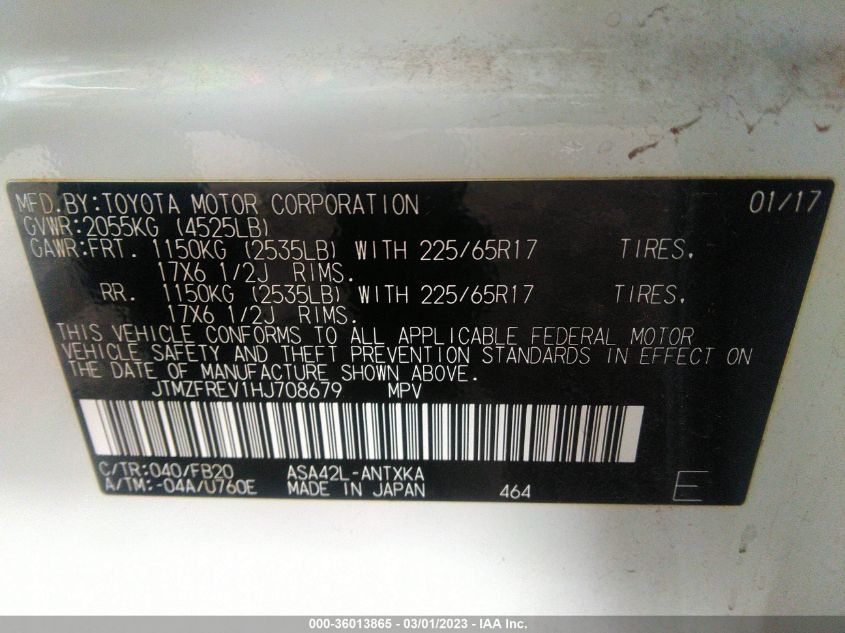 MFD.BY:TOYOTA MOTOR CORPORATION 01/17
GVWR:2055KG (4525LB)
GAWR:FRT. 1150KG (2535LB) WITH 225/65R17 TIRES.
17X6 1/2J RIMS.
RR. 1150KG (2535LB) WITH 225/65R17 TIRES.
17X6 1/2J RIMS.
THIS VEHICLE CONFORMS TO ALL APPLICABLE FEDERAL MOTOR
VEHICLE SAFETY AND THEFT PREVENTION STANDARDS IN EFFECT ON
THE DATE OF MANUFACTURE SHOWN ABOVE.
JTMZFREV1HJ708679 MPV
C/TR:040/FB20 ASA42L-ANTXKA
A/TM:-04A/U760E MADE IN JAPAN 464 E
000-36013865 - 03/01/2023 - © IAA Inc.